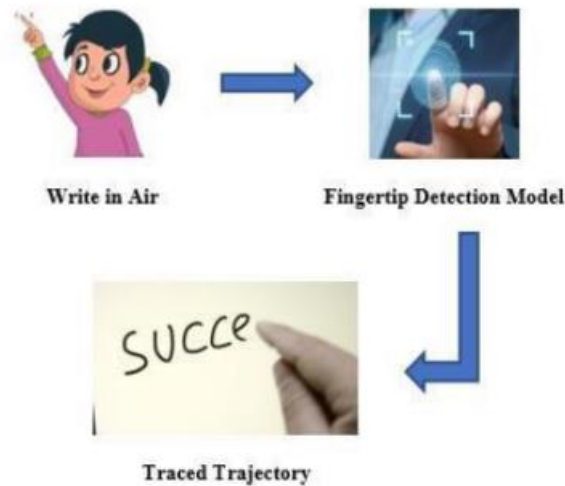 Write in Air
Fingertip Detection Model
succe
Traced Trajectory